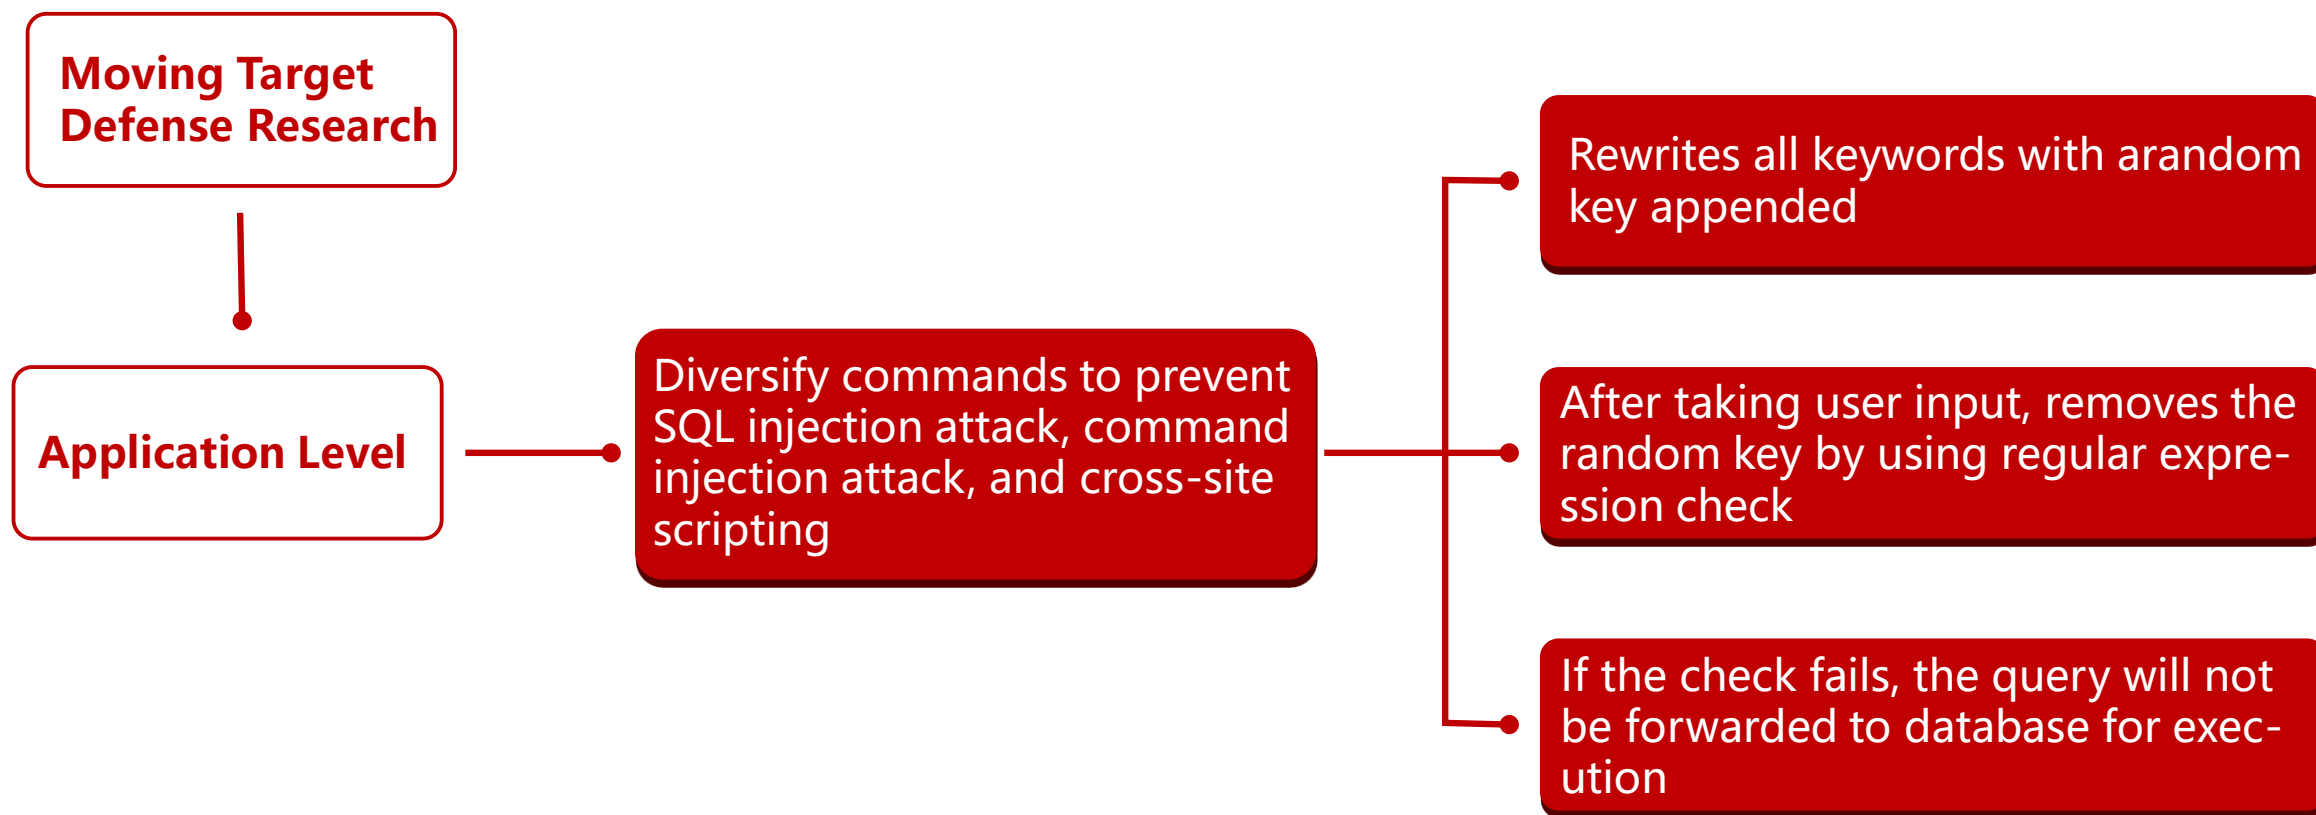 Moving Target
Defense Research
Application Level
Diversify commands to prevent
SQL injection attack, command
injection attack, and cross-site
scripting
Rewrites all keywords with arandom
key appended
After taking user input, removes the
random key by using regular expre-
ssion check
If the check fails, the query will not
be forwarded to database for exec-
ution